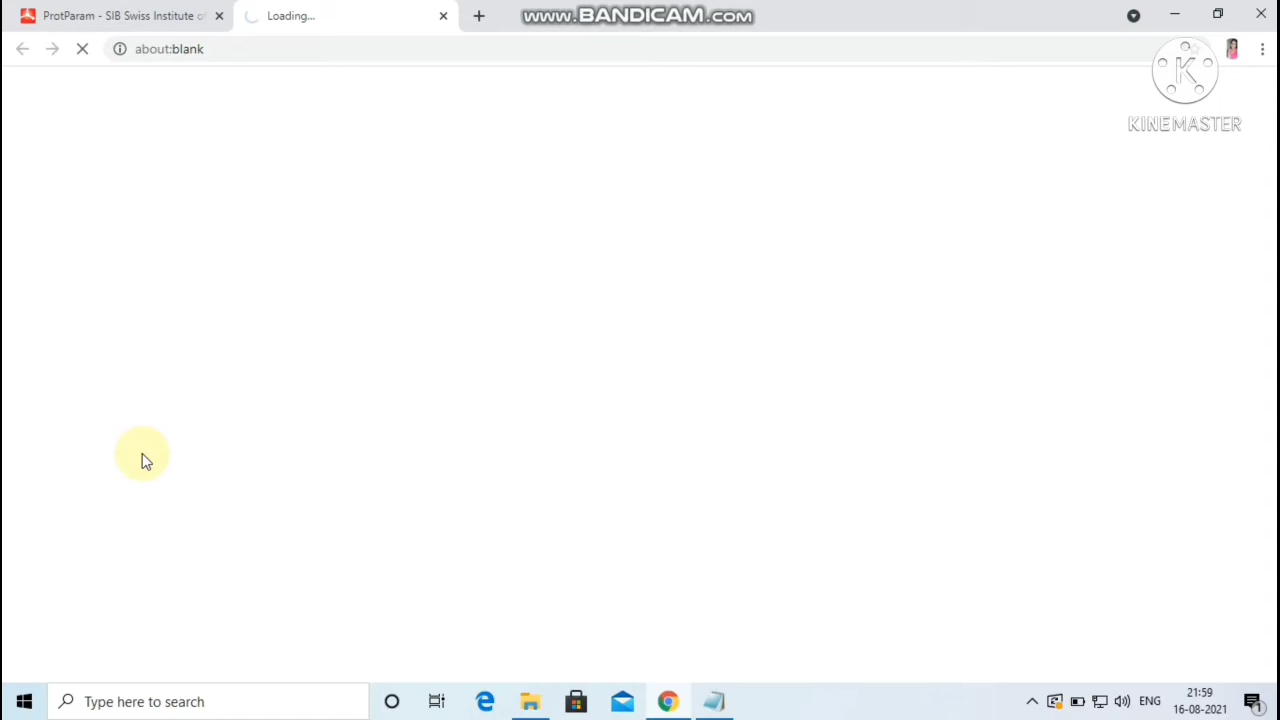 ProtParam - SIB Swiss Institute of
Loading...
www.BANDICAM.COM
about:blank
K
KINEMASTER
Type here to search
ENG
21:59
16-08-2021
1